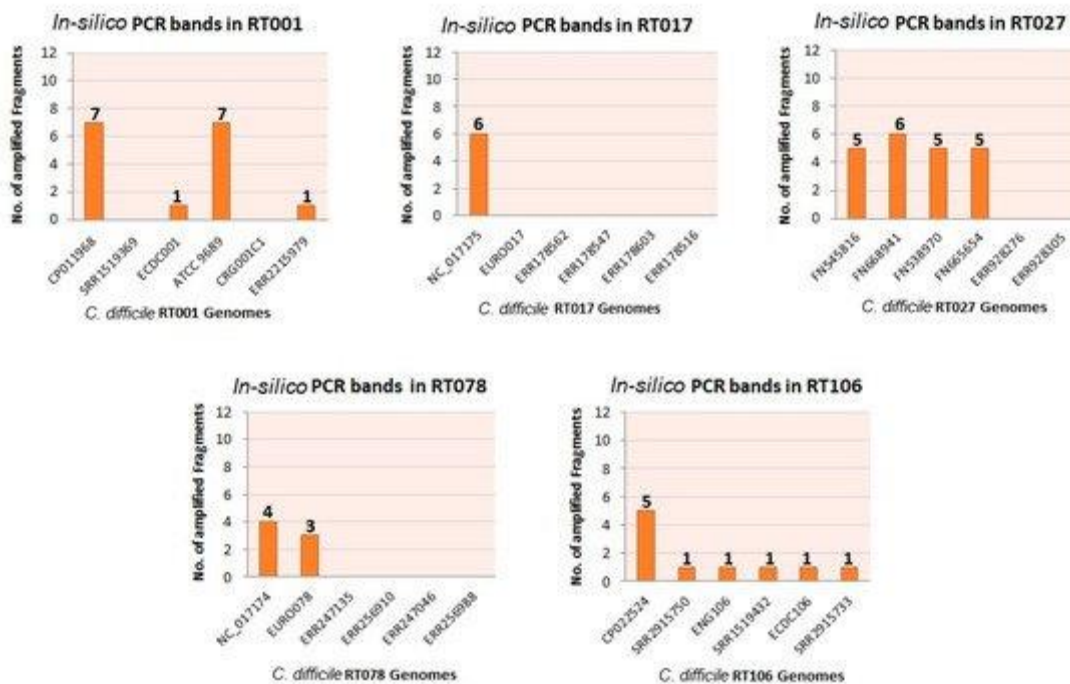 In-silico PCR bands in RT001
No. of amplified Fragments
12
10
8
6
4
2
0
7
1
7
1
CP011968
SRR1519369
ECDC001
ATCC 9689
CRG001C1
ERR2215979
C. difficile RT001 Genomes
In-silico PCR bands in RT017
No. of amplified Fragments
12
10
8
6
4
2
0
6
NC_017175
EURO017
ERR178562
ERR178547
ERR178603
ERR178516
C. difficile RT017 Genomes
In-silico PCR bands in RT027
No. of amplified Fragments
12
10
8
6
4
2
0
5
6
5
5
FN545816
FN668941
FN538970
FN665654
ERR928276
ERR928305
C. difficile RT027 Genomes
In-silico PCR bands in RT078
No. of amplified Fragments
12
10
8
6
4
2
0
4
3
NC_017174
EURO078
ERR247135
ERR256910
ERR247046
ERR256988
C. difficile RT078 Genomes
In-silico PCR bands in RT106
No. of amplified Fragments
12
10
8
6
4
2
0
5
1
1
1
1
1
CP022524
SRR2915750
ENG106
SRR1519432
ECDC106
SRR2915733
C. difficile RT106 Genomes